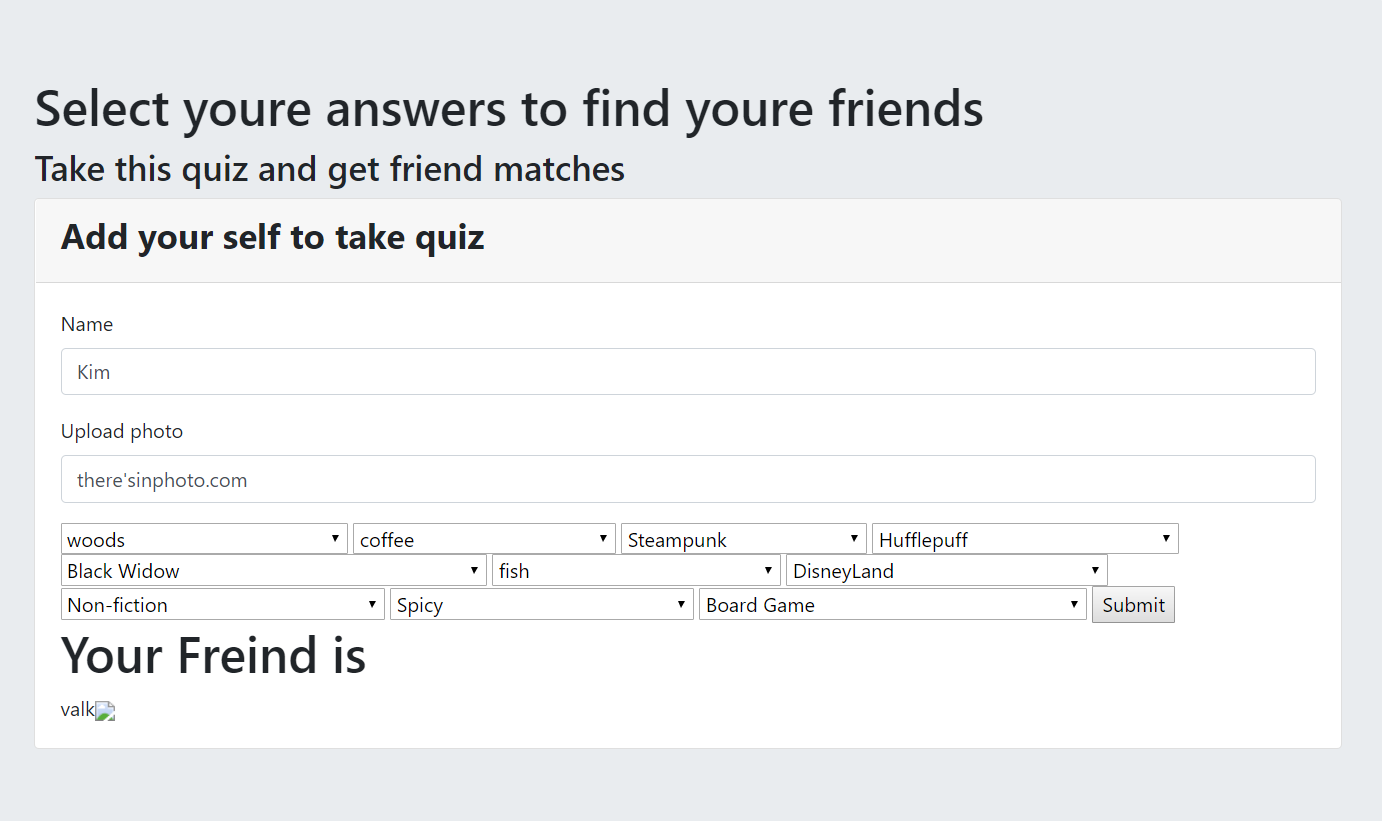 Select youre answers to find youre friends
Take this quiz and get friend matches
Add your self to take quiz
Name
Kim
Upload photo
there'sinphoto.com
woods coffee Steampunk Hufflepuff
Black Widow fish DisneyLand
Non-fiction Spicy Board Game Submit
Your Freind is
valk